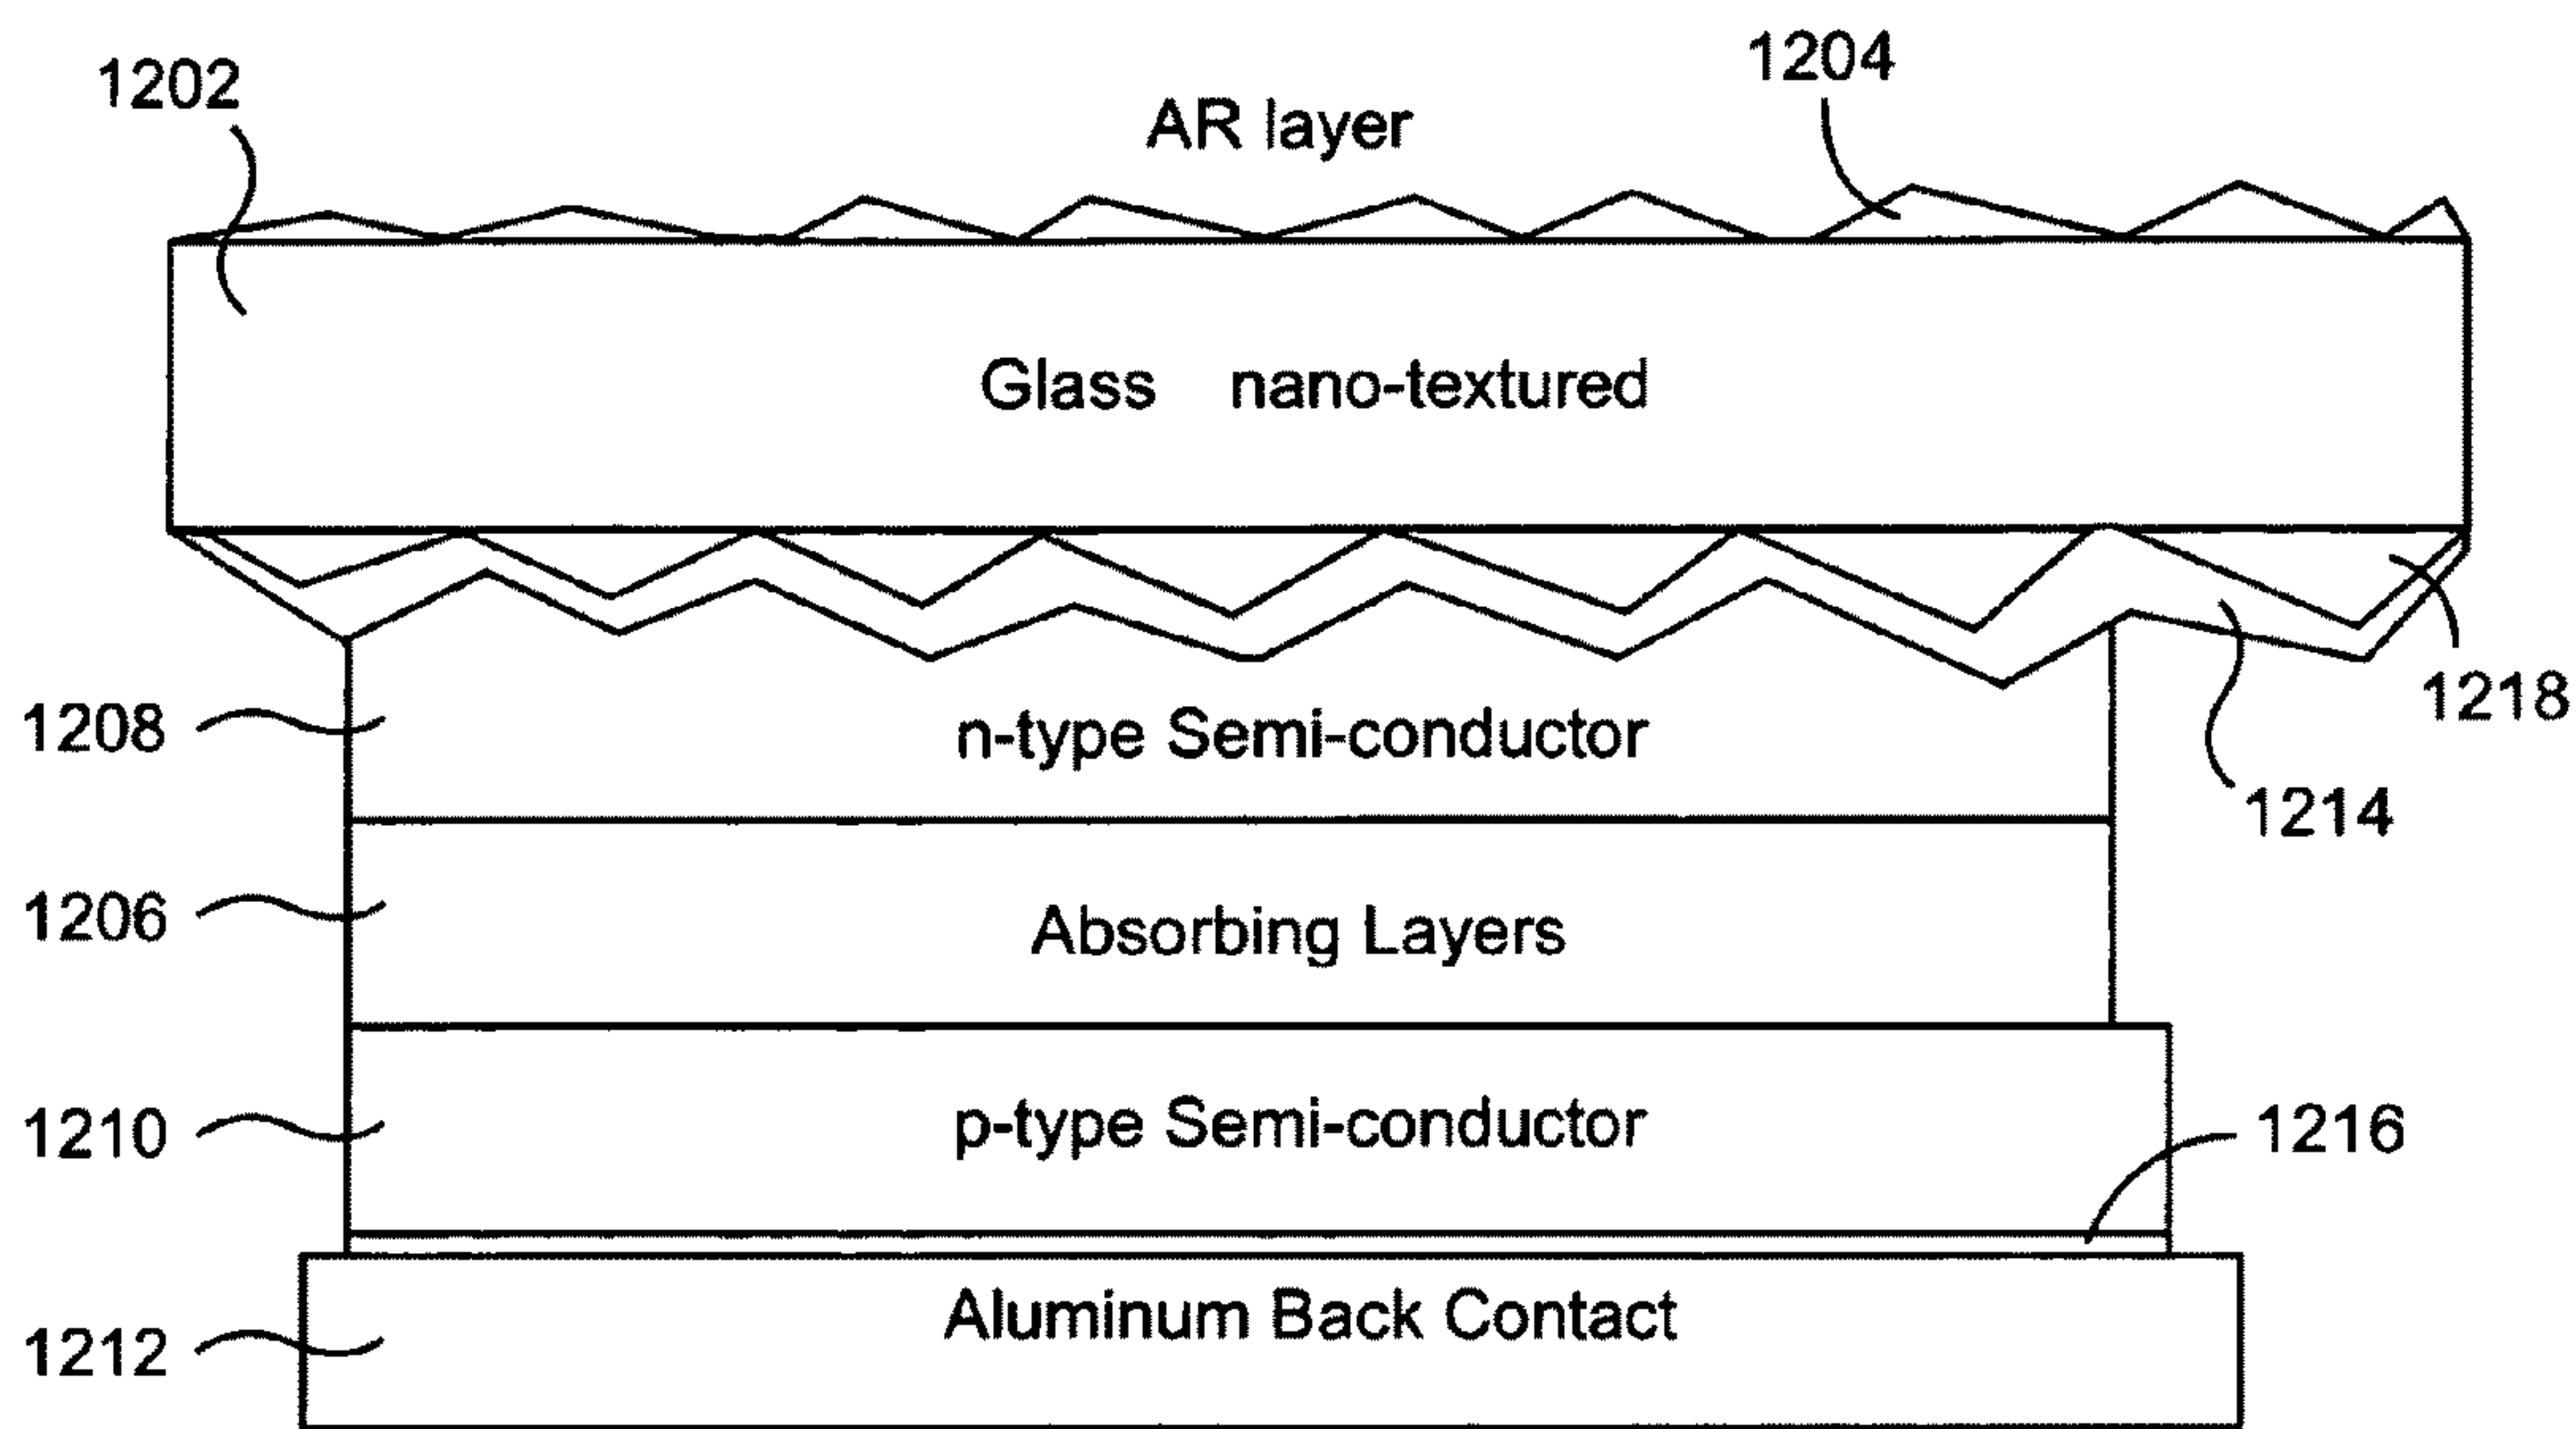 1202
1204
AR layer
Glass nano-textured
1218
1208
n-type Semi-conductor
1214
1206
Absorbing Layers
1210
p-type Semi-conductor
1216
1212
Aluminum Back Contact